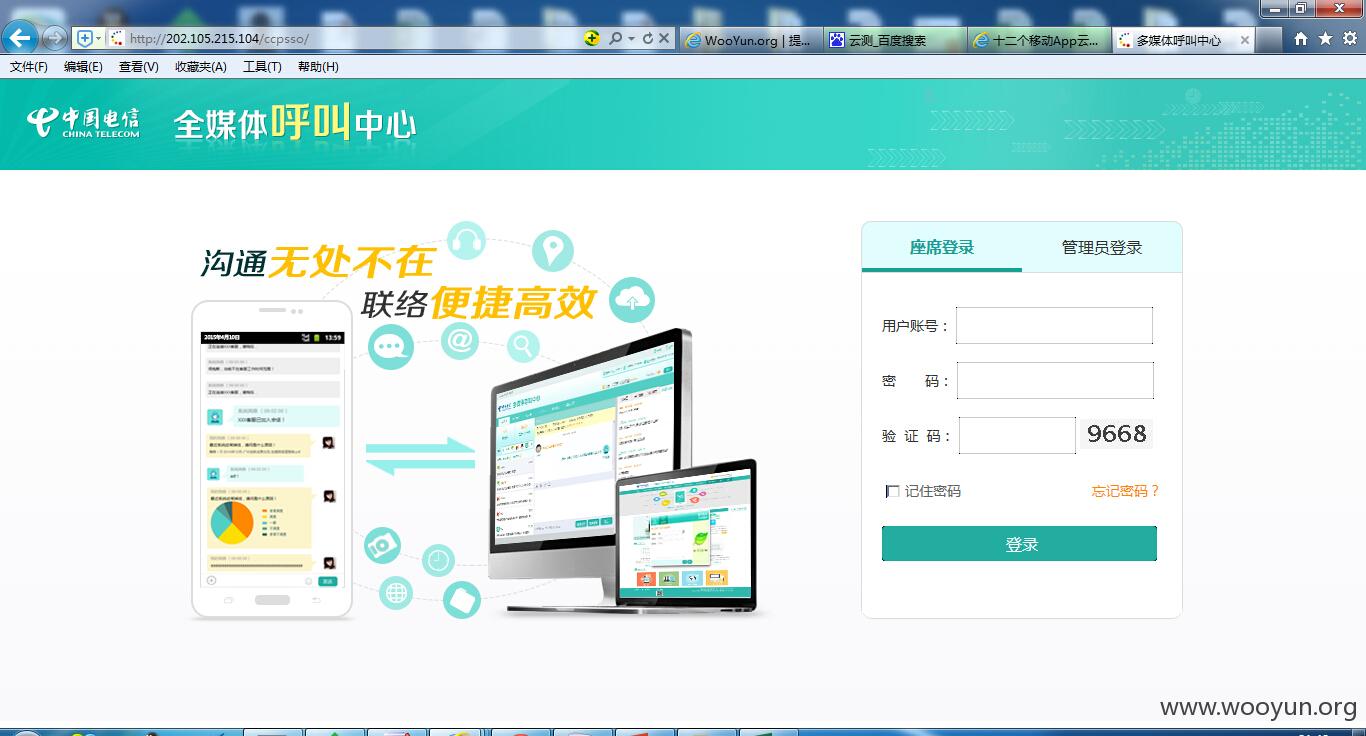 http://202.105.215.104/ccpsso/
WooYun.org | 提...
云测_百度搜索
十二个移动App云...
多媒体呼叫中心
文件(F) 编辑(E) 查看(V) 收藏夹(A) 工具(T) 帮助(H)
中国电信
CHINA TELECOM
全媒体呼叫中心
沟通无处不在
联络便捷高效
2015年4月10日 13:59
座席登录 管理员登录
用户账号：
密 码：
验 证 码： 9668
记住密码 忘记密码？
登录
www.wooyun.org